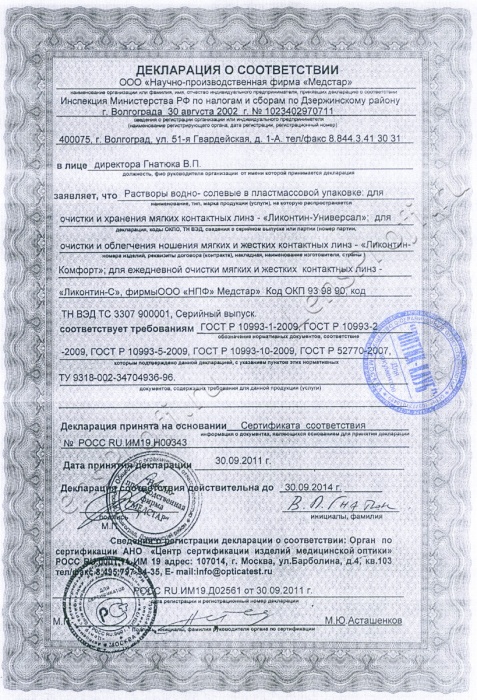 ДЕКЛАРАЦИЯ О СООТВЕТСТВИИ
ООО «Научно-производственная фирма «Медстар»
наименование организации или фамилия, имя, отчество индивидуального предпринимателя, принявших декларацию о соответствии
Инспекция Министерства РФ по налогам и сборам по Дзержинскому району
г. Волгограда 30 августа 2002 г. № 1023402970711
сведения о регистрации организации или индивидуального предпринимателя
(наименование регистрирующего органа, дата регистрации, регистрационный номер)
400075, г. Волгоград, ул. 51-я Гвардейская, д. 1-А. тел/факс 8.844.3.41 30 31
в лице директора Гнатюка В.П.
должность, фио руководителя организации от имени которой принимается декларация
заявляет, что Растворы водно- солевые в пластмассовой упаковке: для
наименование, тип, марка продукции (услуги), на которую распространяется
очистки и хранения мягких контактных линз - «Ликонтин-Универсал»; для
декларация, коды ОКПО, ТН ВЭД, сведения о серийном выпуске или партии (номер партии,
очистки и облегчения ношения мягких и жестких контактных линз - «Ликонтин-
номера изделий, реквизиты договора (контракта), накладная, наименование изготовителя, страны)
Комфорт»; для ежедневной очистки мягких и жестких контактных линз -
«Ликонтин-С», фирмыООО «НПФ» Медстар» Код ОКП 93 98 90, код
ТН ВЭД ТС 3307 900001, Серийный выпуск.
соответствует требованиям ГОСТ Р 10993-1-2009, ГОСТ Р 10993-2
обозначения нормативных документов, соответствие
-2009, ГОСТ Р 10993-5-2009, ГОСТ Р 10993-10-2009, ГОСТ Р 52770-2007,
которым подтверждено данной декларацией, с указанием пунктов этих нормативных
ТУ 9318-002-34704936-96.
документов, содержащих требования для данной продукции (услуги)
Декларация принята на основании Сертификата соответствия
информация о документах, являющихся основанием для принятия декларации
№ РОСС RU ИМ19 Н00343
Дата принятия декларации 30.09.2011 г.
Декларация соответствия действительна до 30.09.2014 г.
В.П.Гнатюк
М.П. подпись инициалы, фамилия
Сведения о регистрации декларации о соответствии: Орган по
сертификации АНО «Центр сертификации изделий медицинской оптики»
РОСС RU.0001.11 ИМ 19 адрес: 107014, г. Москва, ул.Барболина, д.4, кв.103
тел/факс 8.495.797-94-35, E- mail:info@opticatest.ru
РОСС RU ИМ19.Д02561 от 30.09.2011 г.
дата регистрации и регистрационный номер декларации
М.П. М.Ю.Асташенков
подпись, инициалы, фамилия руководителя органа по сертификации